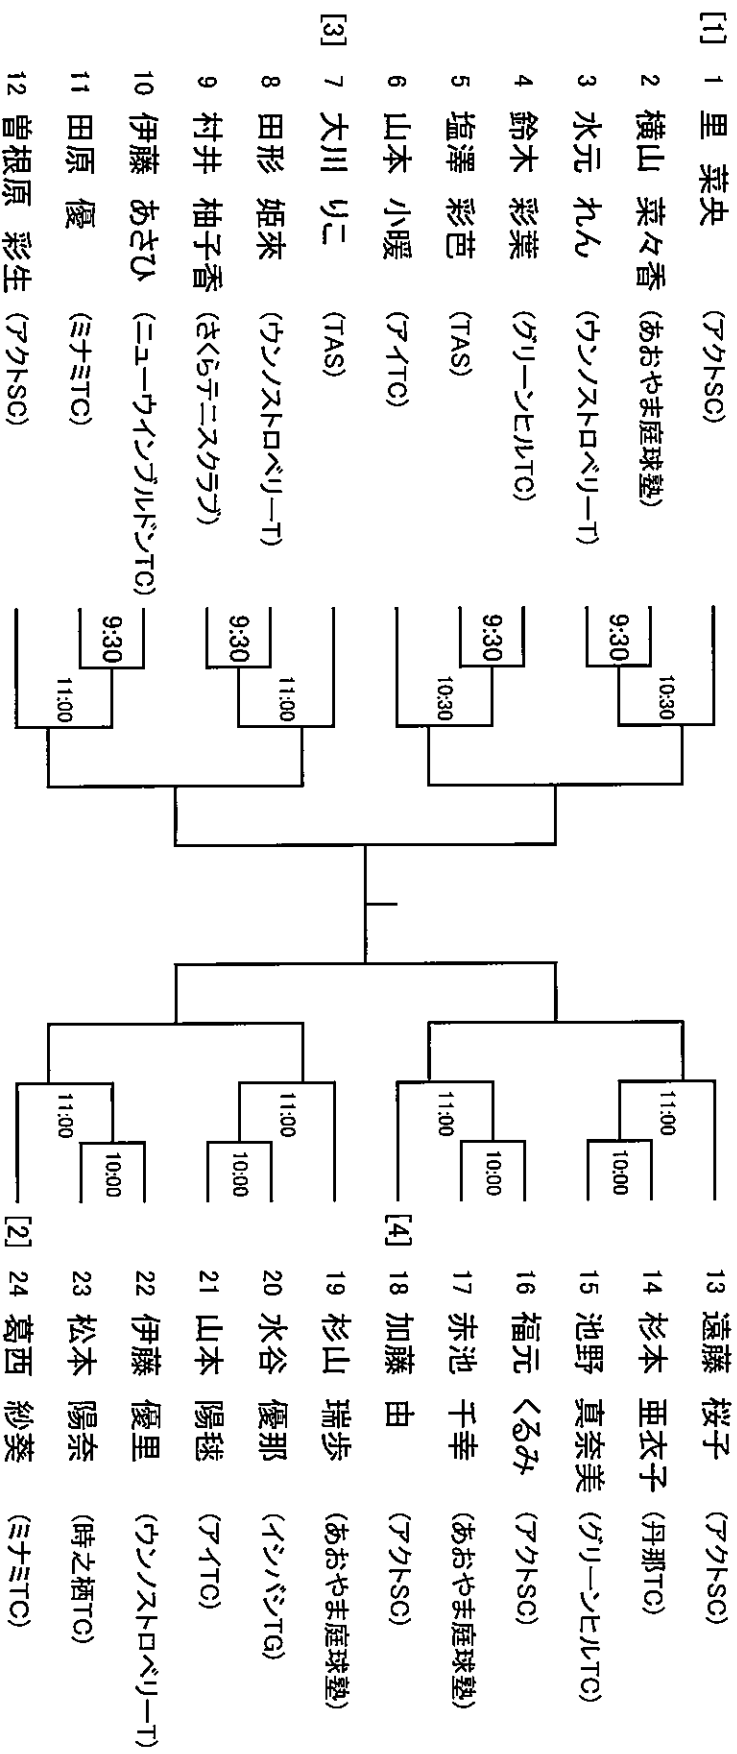 [1] 1 里 菜央 (アクトSC)
2 横山 菜々香 (あおやま庭球塾)
3 水元 れん (ウンノストロベリーT)
4 鈴木 彩葉 (グリーンヒルTC)
5 塩澤 彩芭 (TAS)
6 山本 小暖 (アイTC)
[3] 7 大川 りこ (TAS)
8 田形 姫來 (ウンノストロベリーT)
9 村井 柚子香 (さくらテニスクラブ)
10 伊藤 あさひ (ニューウインブルドンTC)
11 田原 優 (ミナミTC)
12 曽根原 彩生 (アクトSC)
9:30
10:30
9:30
10:30
9:30
11:00
9:30
11:00
11:00
10:00
11:00
10:00
11:00
10:00
11:00
10:00
13 遠藤 桜子 (アクトSC)
14 杉本 亜衣子 (丹那TC)
15 池野 真奈美 (グリーンヒルTC)
16 福元 くるみ (アクトSC)
17 赤池 千幸 (あおやま庭球塾)
[4] 18 加藤 由 (アクトSC)
19 杉山 瑞歩 (あおやま庭球塾)
20 水谷 優那 (イシバシTG)
21 山本 陽毬 (アイTC)
22 伊藤 優里 (ウンノストロベリーT)
23 松本 陽奈 (時之栖TC)
[2] 24 葛西 紗葵 (ミナミTC)